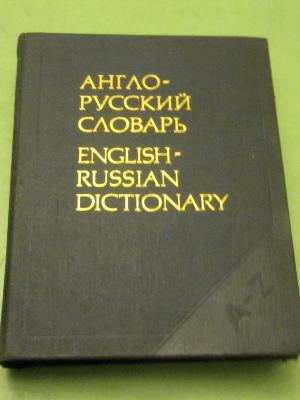 АНГЛО-
РУССКИЙ
СЛОВАРЬ
ENGLISH-
RUSSIAN
DICTIONARY
A-Z